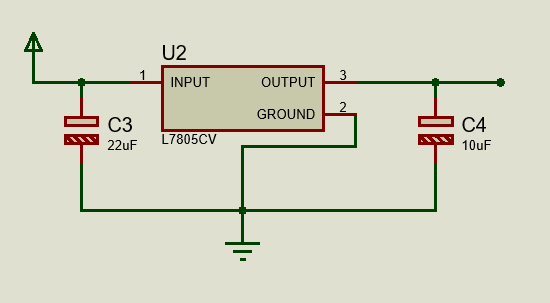 U2
1
INPUT
OUTPUT
3
GROUND
2
L7805CV
C3
22uF
C4
10uF